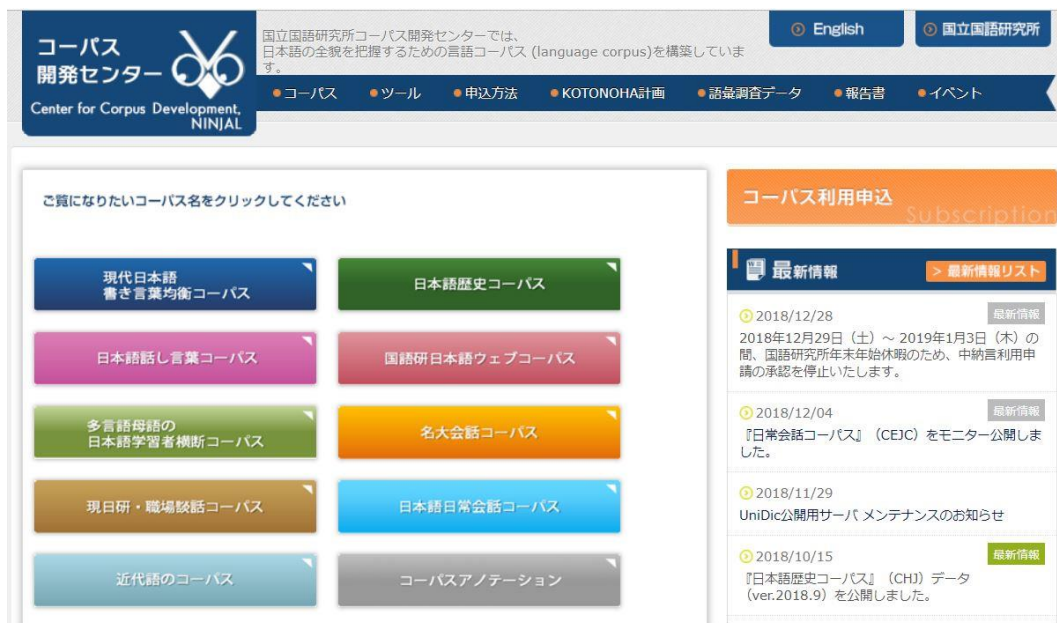 コーパス
開発センター
Center for Corpus Development,
NINJAL
国立国語研究所コーパス開発センターでは、
日本語の全貌を把握するための言語コーパス (language corpus)を構築していま
す。
English
国立国語研究所
コーパス
ツール
申込方法
KOTONOHA計画
語彙調査データ
報告書
イベント
ご覧になりたいコーパス名をクリックしてください
現代日本語
書き言葉均衡コーパス
日本語歴史コーパス
日本語話し言葉コーパス
国語研日本語ウェブコーパス
多言語母語の
日本語学習者横断コーパス
名大会話コーパス
現日研・職場談話コーパス
日本語日常会話コーパス
近代語のコーパス
コーパスアノテーション
コーパス利用申込
Subscription
最新情報
> 最新情報リスト
2018/12/28
最新情報
2018年12月29日（土）～ 2019年1月3日（木）の
間、国語研究所年末年始休暇のため、中納言利用申
請の承認を停止いたします。
2018/12/04
最新情報
『日常会話コーパス』（CEJC）をモニター公開しま
した。
2018/11/29
UniDic公開用サーバ メンテナンスのお知らせ
2018/10/15
最新情報
『日本語歴史コーパス』（CHJ）データ
（ver.2018.9）を公開しました。